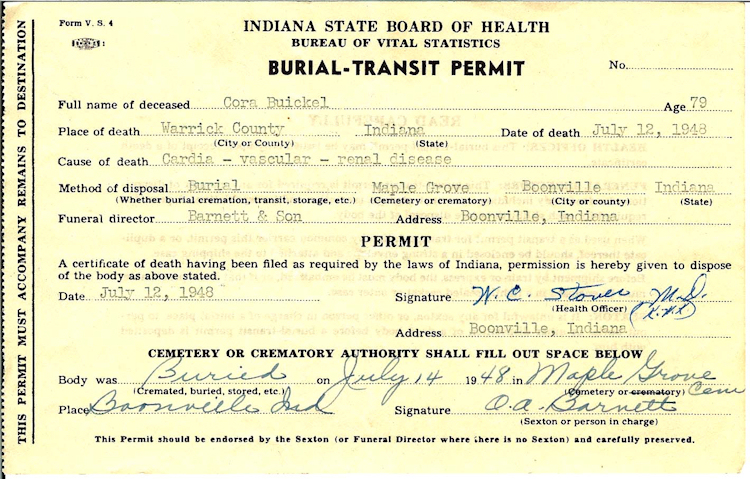 Form V. S. 4
INDIANA STATE BOARD OF HEALTH
BUREAU OF VITAL STATISTICS
BURIAL-TRANSIT PERMIT
No.
Full name of deceased Cora Buickel Age 79
Place of death Warrick County Indiana Date of death July 12, 1948
(City or County) (State)
Cause of death Cardia - vascular - renal disease
Method of disposal Burial Maple Grove Boonville Indiana
(Whether burial cremation, transit, storage, etc.) (Cemetery or crematory) (City or county) (State)
Funeral director Barnett & Son Address Boonville, Indiana
PERMIT
A certificate of death having been filed as required by the laws of Indiana, permission is hereby given to dispose
of the body as above stated.
Date July 12, 1948 Signature W. C. Stover M.D.
(Health Officer)
Address Boonville, Indiana
CEMETERY OR CREMATORY AUTHORITY SHALL FILL OUT SPACE BELOW
Body was Buried on July 14 1948 in Maple Grove Cem
(Cremated, buried, stored, etc.) (Cemetery or crematory)
Place Boonville Ind Signature O.A. Barnett
(Sexton or person in charge)
This Permit should be endorsed by the Sexton (or Funeral Director where there is no Sexton) and carefully preserved.
THIS PERMIT MUST ACCOMPANY REMAINS TO DESTINATION